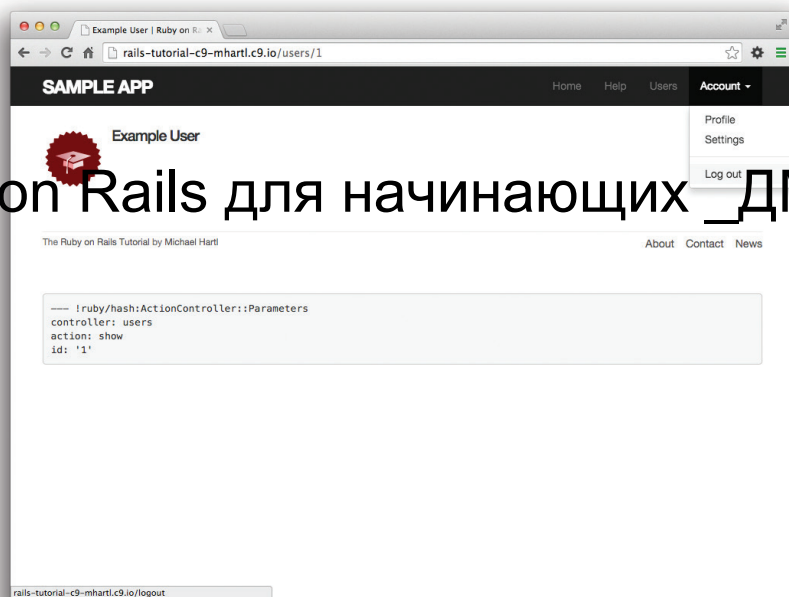 Example User | Ruby on Ra
rails-tutorial-c9-mhartl.c9.io/users/1
SAMPLE APP Home Help Users Account
Profile
Settings
Log out
Example User
on Rails для начинающих _ДМ
The Ruby on Rails Tutorial by Michael Hartl About Contact News
--- !ruby/hash:ActionController::Parameters
controller: users
action: show
id: '1'
rails-tutorial-c9-mhartl.c9.io/logout